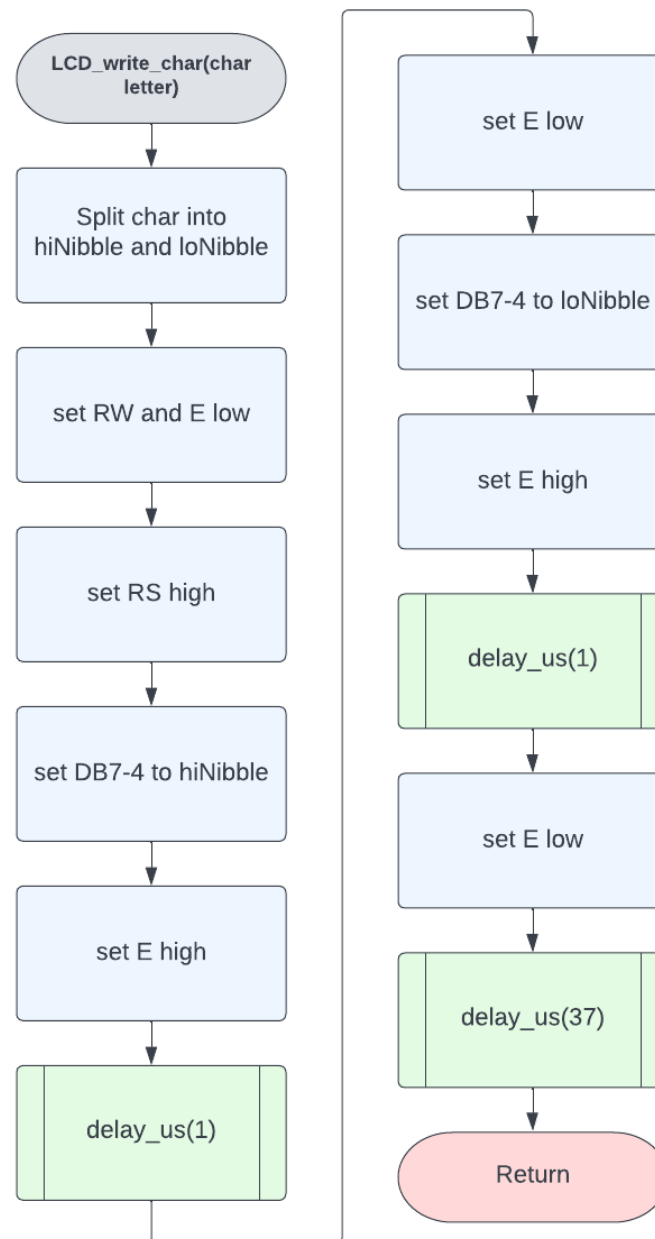 LCD_write_char(char
letter)
Split char into
hiNibble and loNibble
set RW and E low
set RS high
set DB7-4 to hiNibble
set E high
delay_us(1)
set E low
set DB7-4 to loNibble
set E high
delay_us(1)
set E low
delay_us(37)
Return